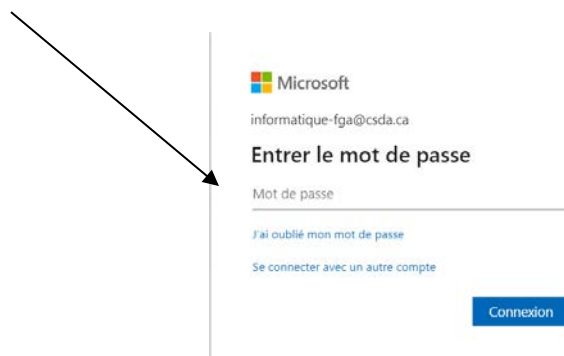 Microsoft
informatique-fga@csda.ca
Entrer le mot de passe
Mot de passe
J'ai oublié mon mot de passe
Se connecter avec un autre compte
Connexion